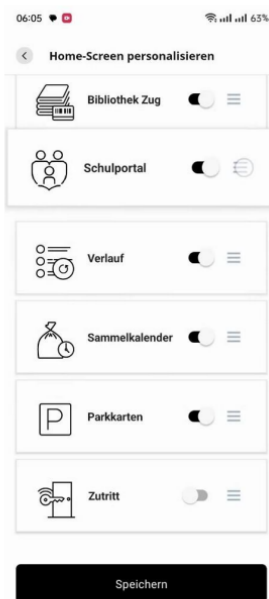 06:05 63%
Home-Screen personalisieren
Bibliothek Zug
Schulportal
Verlauf
Sammelkalender
P Parkkarten
Zutritt
Speichern